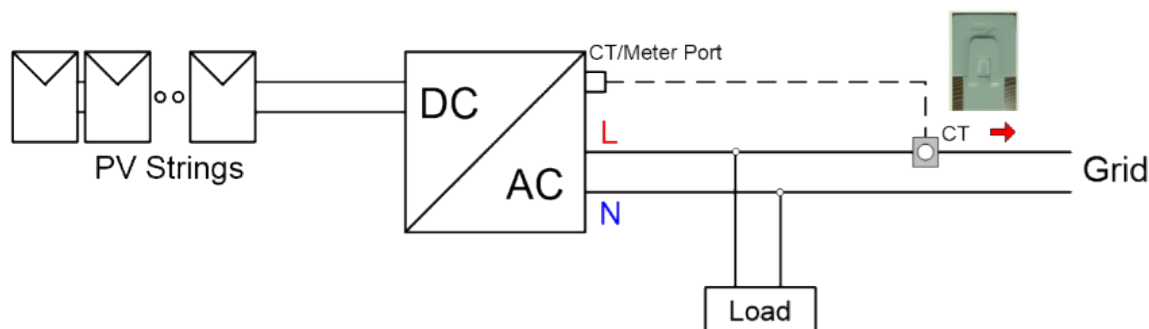 CT/Meter Port
DC
CT
L
PV Strings
Grid
AC
N
Load